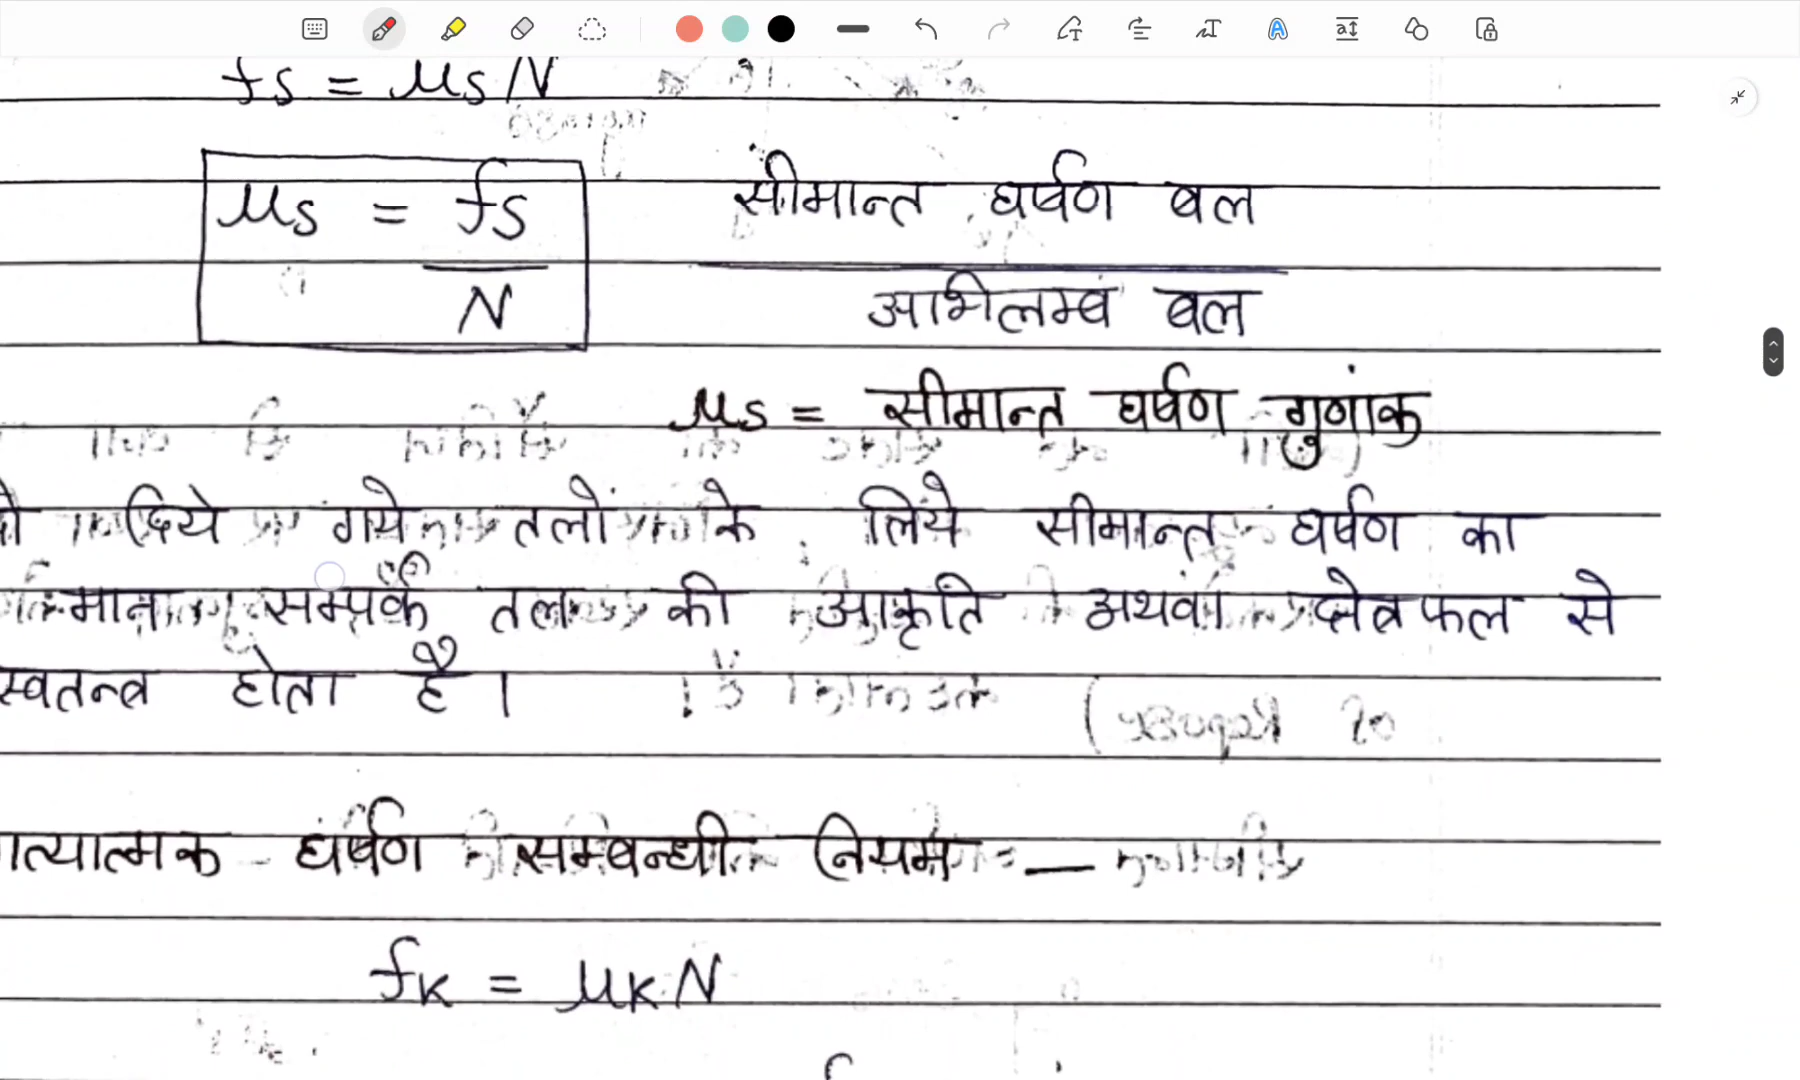 fs = μs N
μs = fs / N सीमान्त घर्षण बल / अभिलम्ब बल
μs = सीमान्त घर्षण गुणांक
दिये गये तलों के लिये सीमान्त घर्षण का
मान सम्पर्क तल की आकृति अथवा क्षेत्रफल से
स्वतन्त्र होता है।
गत्यात्मक घर्षण सम्बन्धी नियम —
fk = μk N